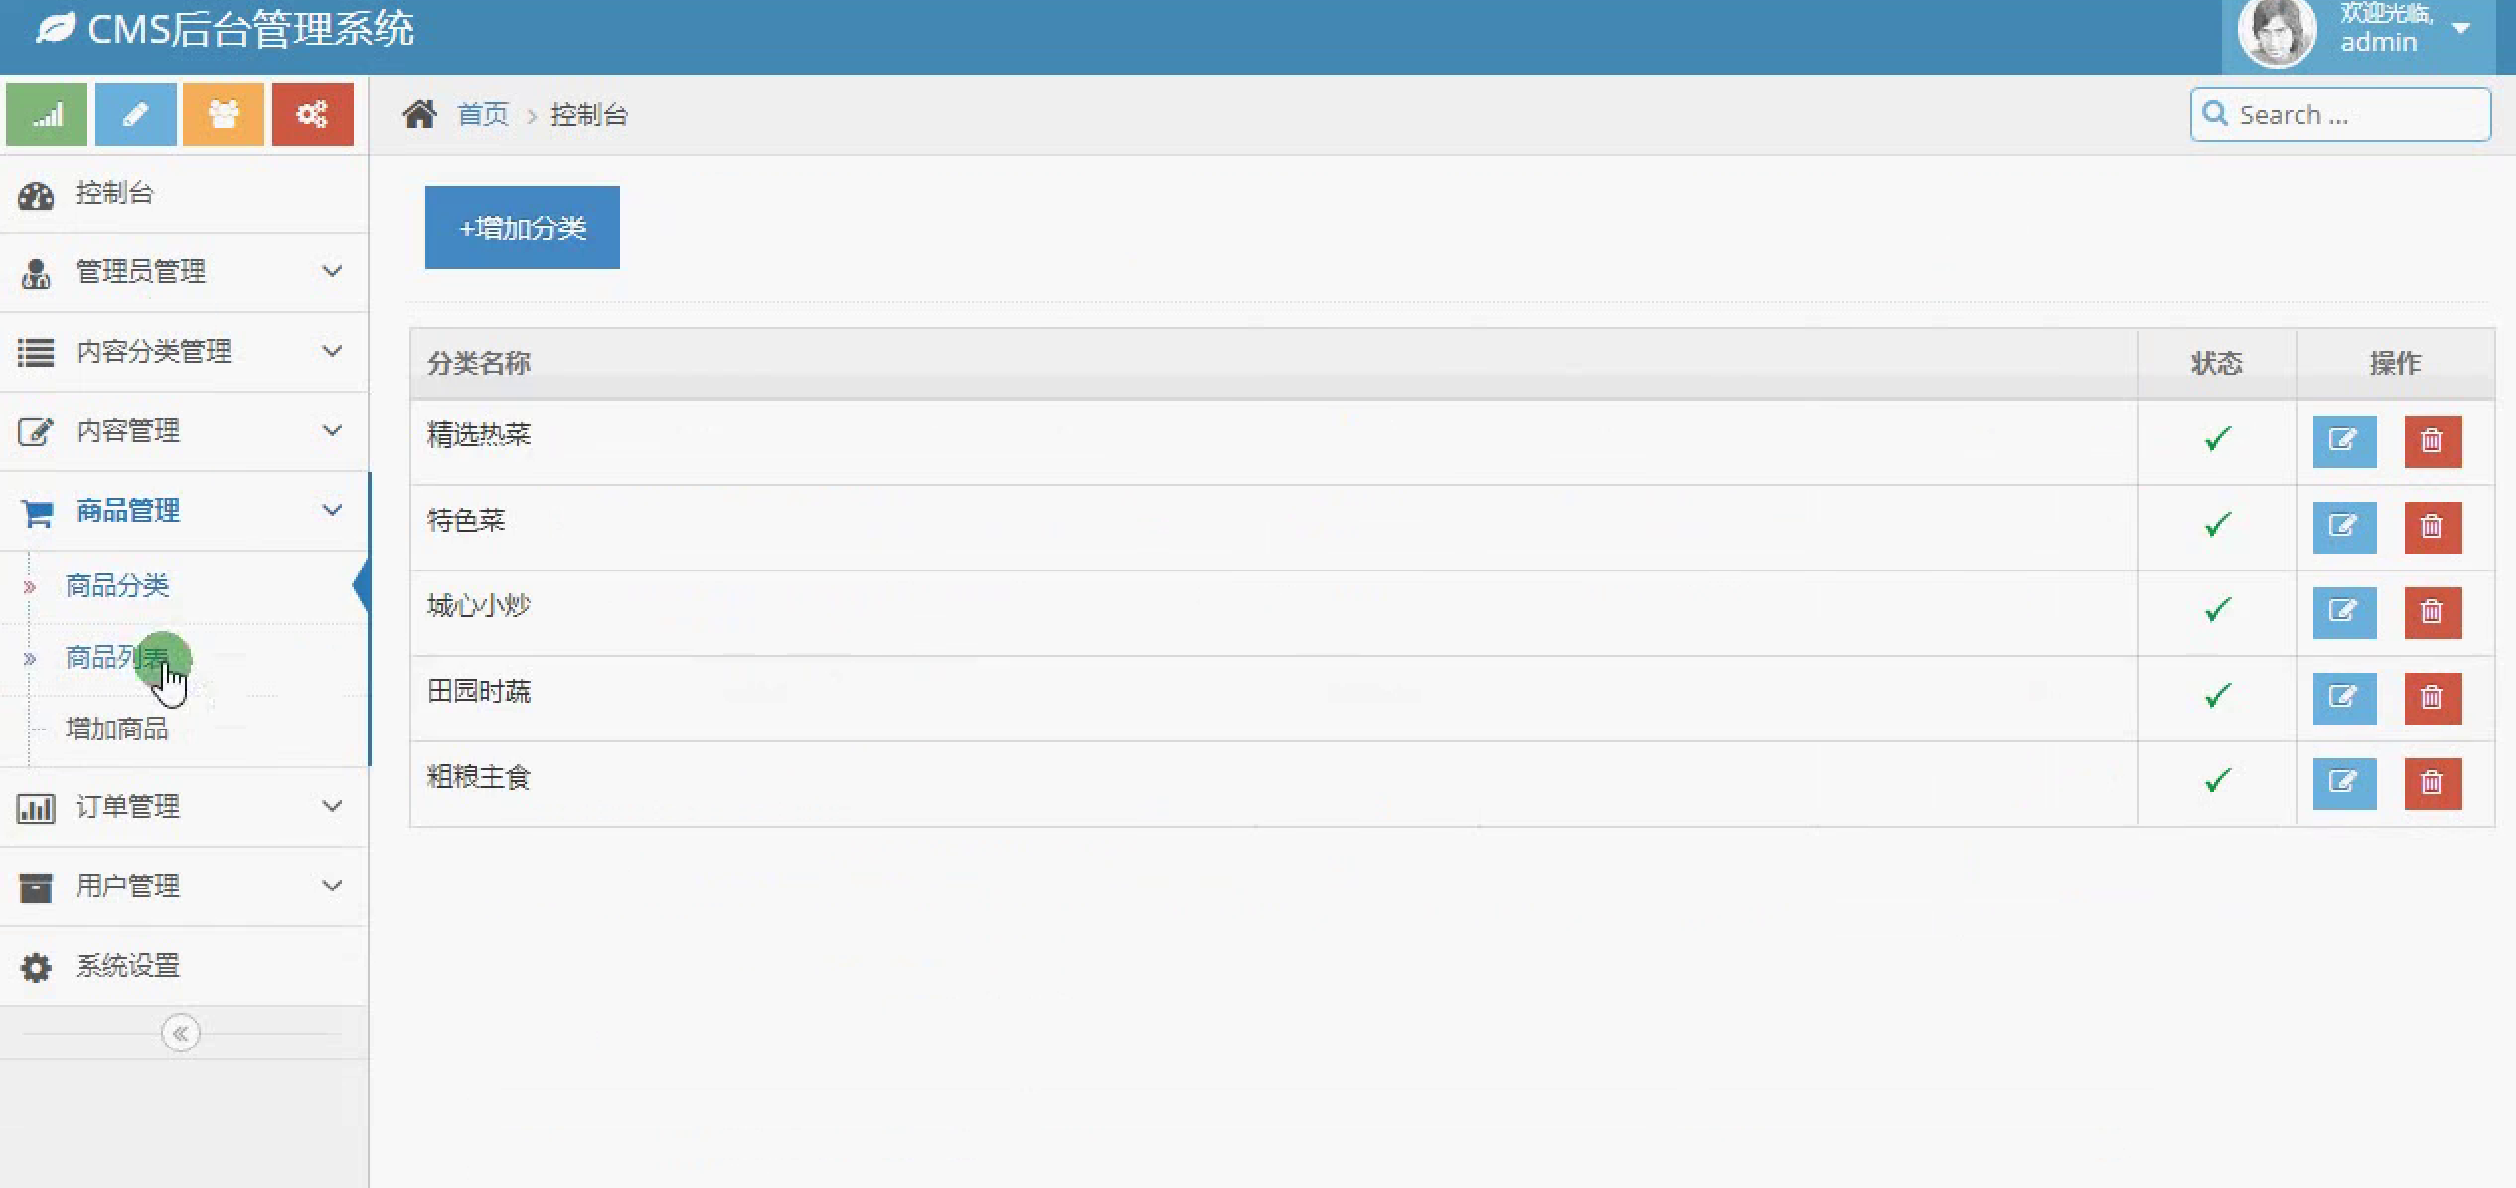 CMS后台管理系统
欢迎光临,
admin
首页 > 控制台
Search ...
控制台
管理员管理
内容分类管理
内容管理
商品管理
商品分类
商品列表
增加商品
订单管理
用户管理
系统设置
+增加分类
分类名称 状态 操作
精选热菜
特色菜
城心小炒
田园时蔬
粗粮主食